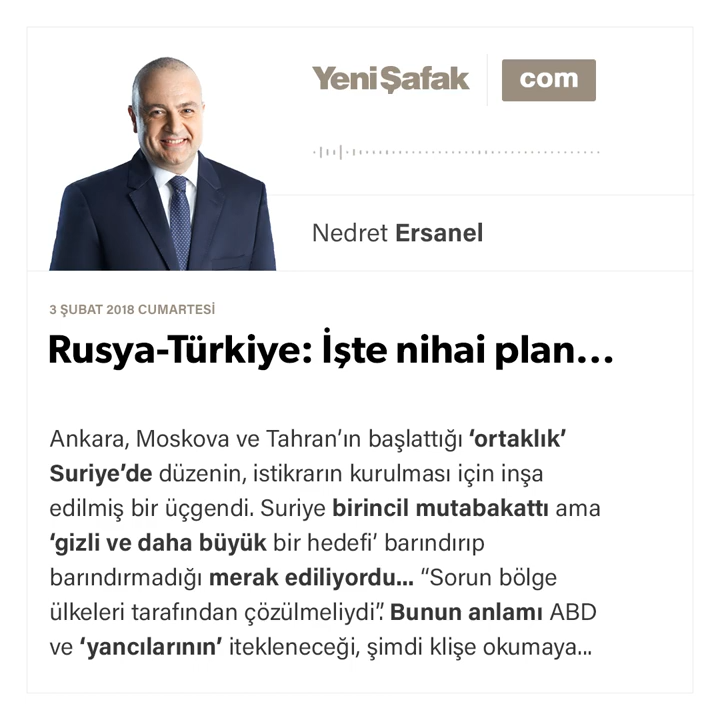 YeniŞafak com
Nedret Ersanel
3 ŞUBAT 2018 CUMARTESİ
Rusya-Türkiye: İşte nihai plan…
Ankara, Moskova ve Tahran’ın başlattığı ‘ortaklık’
Suriye’de düzenin, istikrarın kurulması için inşa
edilmiş bir üçgendi. Suriye birincil mutabakattı ama
‘gizli ve daha büyük bir hedefi’ barındırıp
barındırmadığı merak ediliyordu... “Sorun bölge
ülkeleri tarafından çözülmeliydi”. Bunun anlamı ABD
ve ‘yancılarının’ itekleneceği, şimdi klişe okumaya...